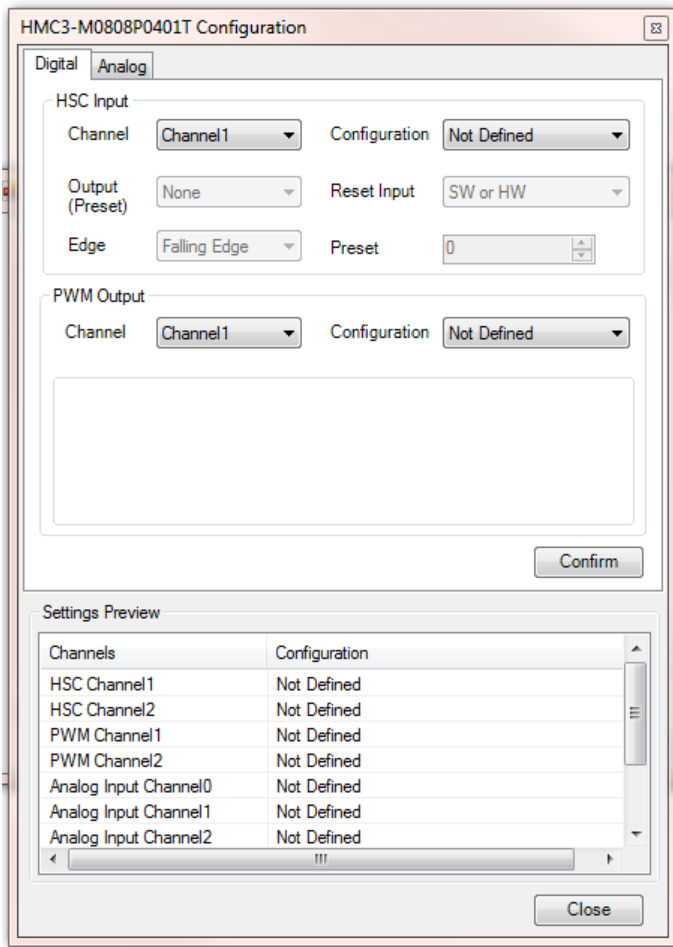 HMC3-M0808P0401T Configuration
Digital Analog
HSC Input
Channel Channel1 Configuration Not Defined
Output (Preset) None Reset Input SW or HW
Edge Falling Edge Preset 0
PWM Output
Channel Channel1 Configuration Not Defined
Confirm
Settings Preview
Channels Configuration
HSC Channel1 Not Defined
HSC Channel2 Not Defined
PWM Channel1 Not Defined
PWM Channel2 Not Defined
Analog Input Channel0 Not Defined
Analog Input Channel1 Not Defined
Analog Input Channel2 Not Defined
Close